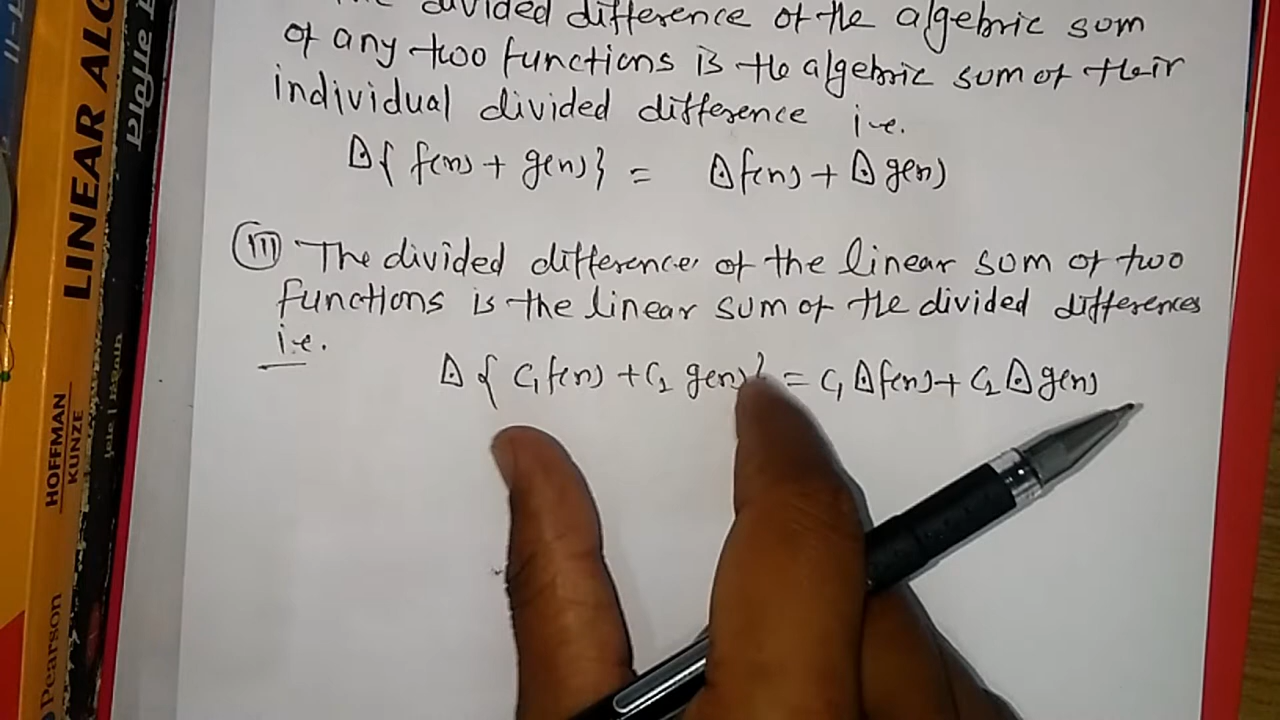 divided difference of the algebric sum
of any two functions is the algebric sum of their
individual divided difference i.e.
∆{ f(n) + g(n)} = ∆f(n) + ∆ g(n)
(III) The divided difference of the linear sum of two
functions is the linear sum of the divided differences
i.e.
∆ { C₁f(n) + C₂ g(n)} = C₁ ∆f(n) + C₂ ∆ g(n)
LINEAR ALG
HOFFMAN
KUNZE
Pearson